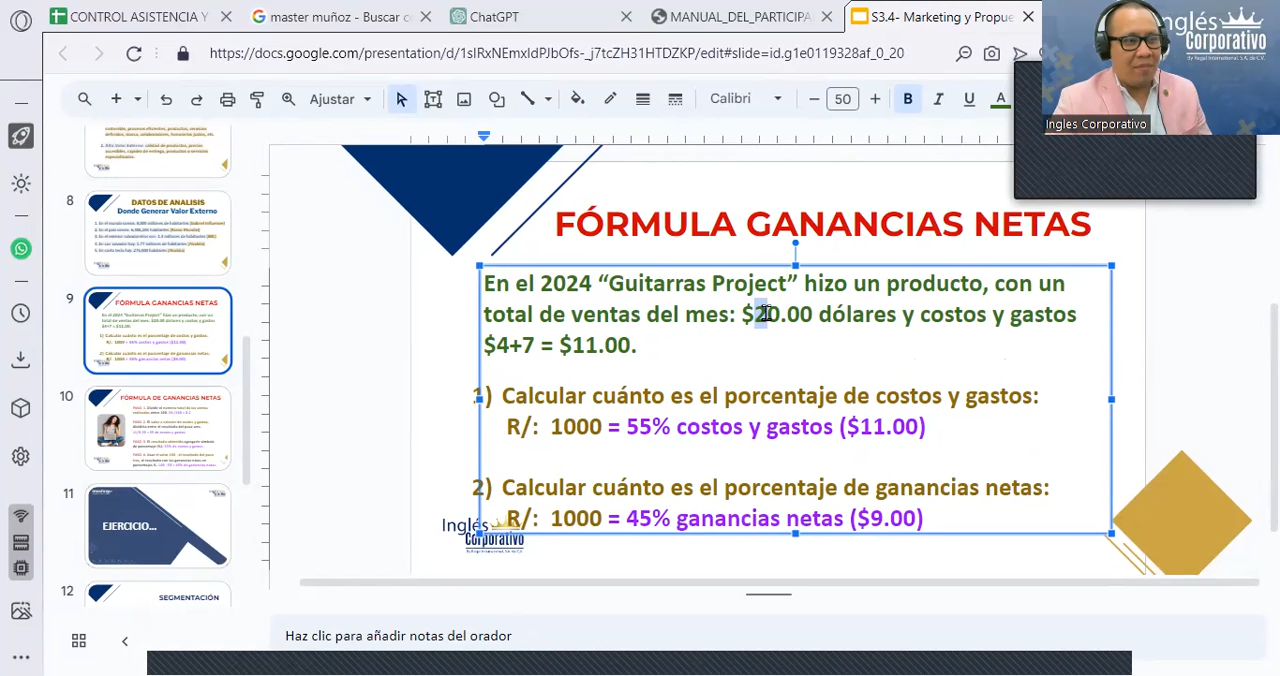 CONTROL ASISTENCIA Y
master muñoz - Buscar c
ChatGPT
MANUAL_DEL_PARTICIPA
S3.4- Marketing y Propue
https://docs.google.com/presentation/d/1sIRxNEmxIdPJbOfs-_j7tcZH31HTDZKP/edit#slide=id.g1e0119328af_0_20
Ajustar
Calibri
50
B I U A
Inglés
Corporativo
By Regal International, S.A. de C.V.
Ingles Corporativo
8
DATOS DE ANALISIS
Donde Generar Valor Externo
9
FÓRMULA GANANCIAS NETAS
10
FÓRMULA DE GANANCIAS NETAS
11
EJERCICIO...
12
SEGMENTACIÓN
FÓRMULA GANANCIAS NETAS
En el 2024 “Guitarras Project” hizo un producto, con un
total de ventas del mes: $20.00 dólares y costos y gastos
$4+7 = $11.00.
1) Calcular cuánto es el porcentaje de costos y gastos:
R/: 1000 = 55% costos y gastos ($11.00)
2) Calcular cuánto es el porcentaje de ganancias netas:
R/: 1000 = 45% ganancias netas ($9.00)
Inglés
Corporativo
Haz clic para añadir notas del orador